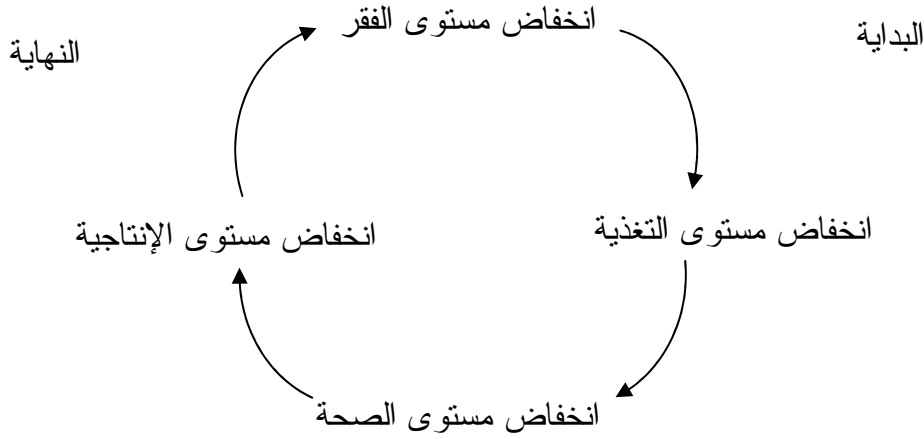 البداية
انخفاض مستوى الفقر
النهاية
انخفاض مستوى التغذية
انخفاض مستوى الإنتاجية
انخفاض مستوى الصحة